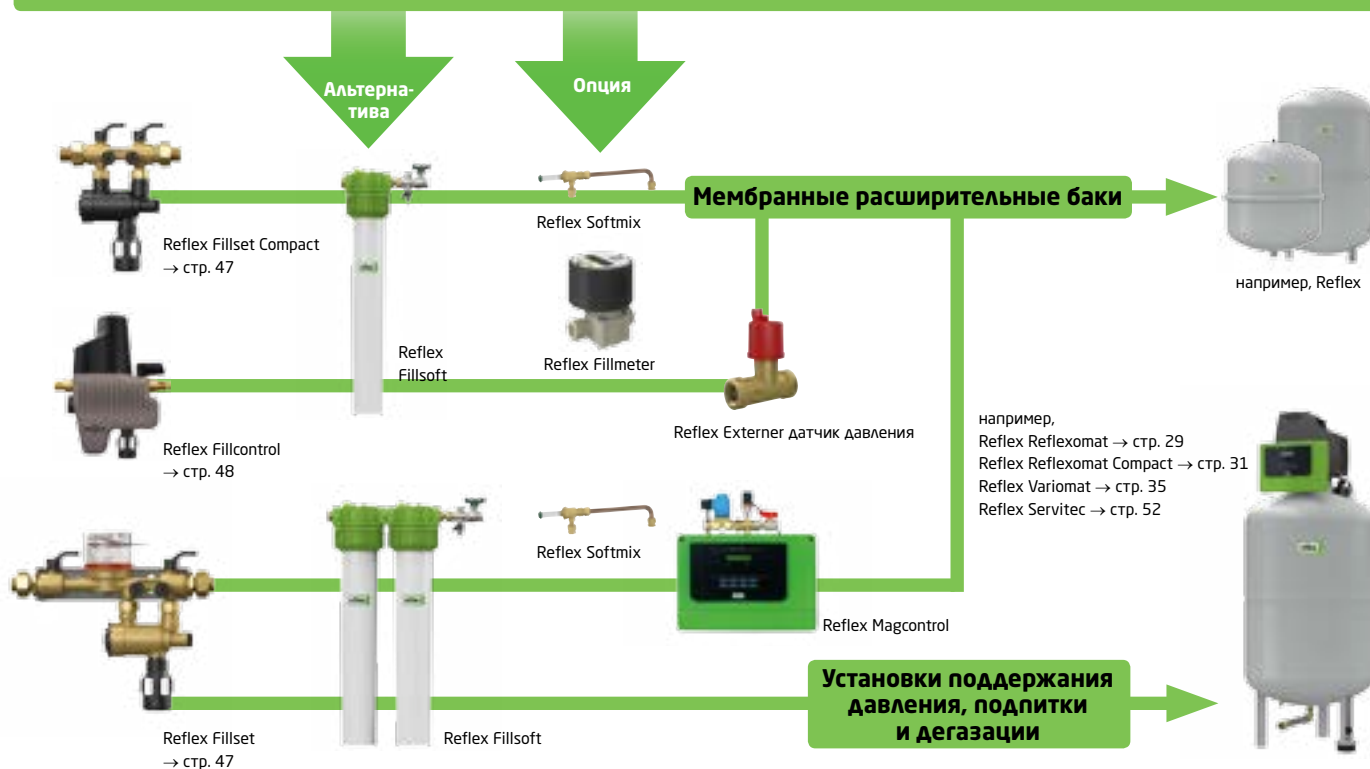 Альтерна-
тива
Опция
Reflex Fillset Compact
→ стр. 47
Reflex Softmix
Мембранные расширительные баки
например, Reflex
Reflex
Fillsoft
Reflex Fillmeter
Reflex Externer датчик давления
Reflex Fillcontrol
→ стр. 48
например,
Reflex Reflexomat → стр. 29
Reflex Reflexomat Compact → стр. 31
Reflex Variomat → стр. 35
Reflex Servitec → стр. 52
Reflex Softmix
Reflex Magcontrol
Установки поддержания
давления, подпитки
и дегазации
Reflex Fillset
→ стр. 47
Reflex Fillsoft